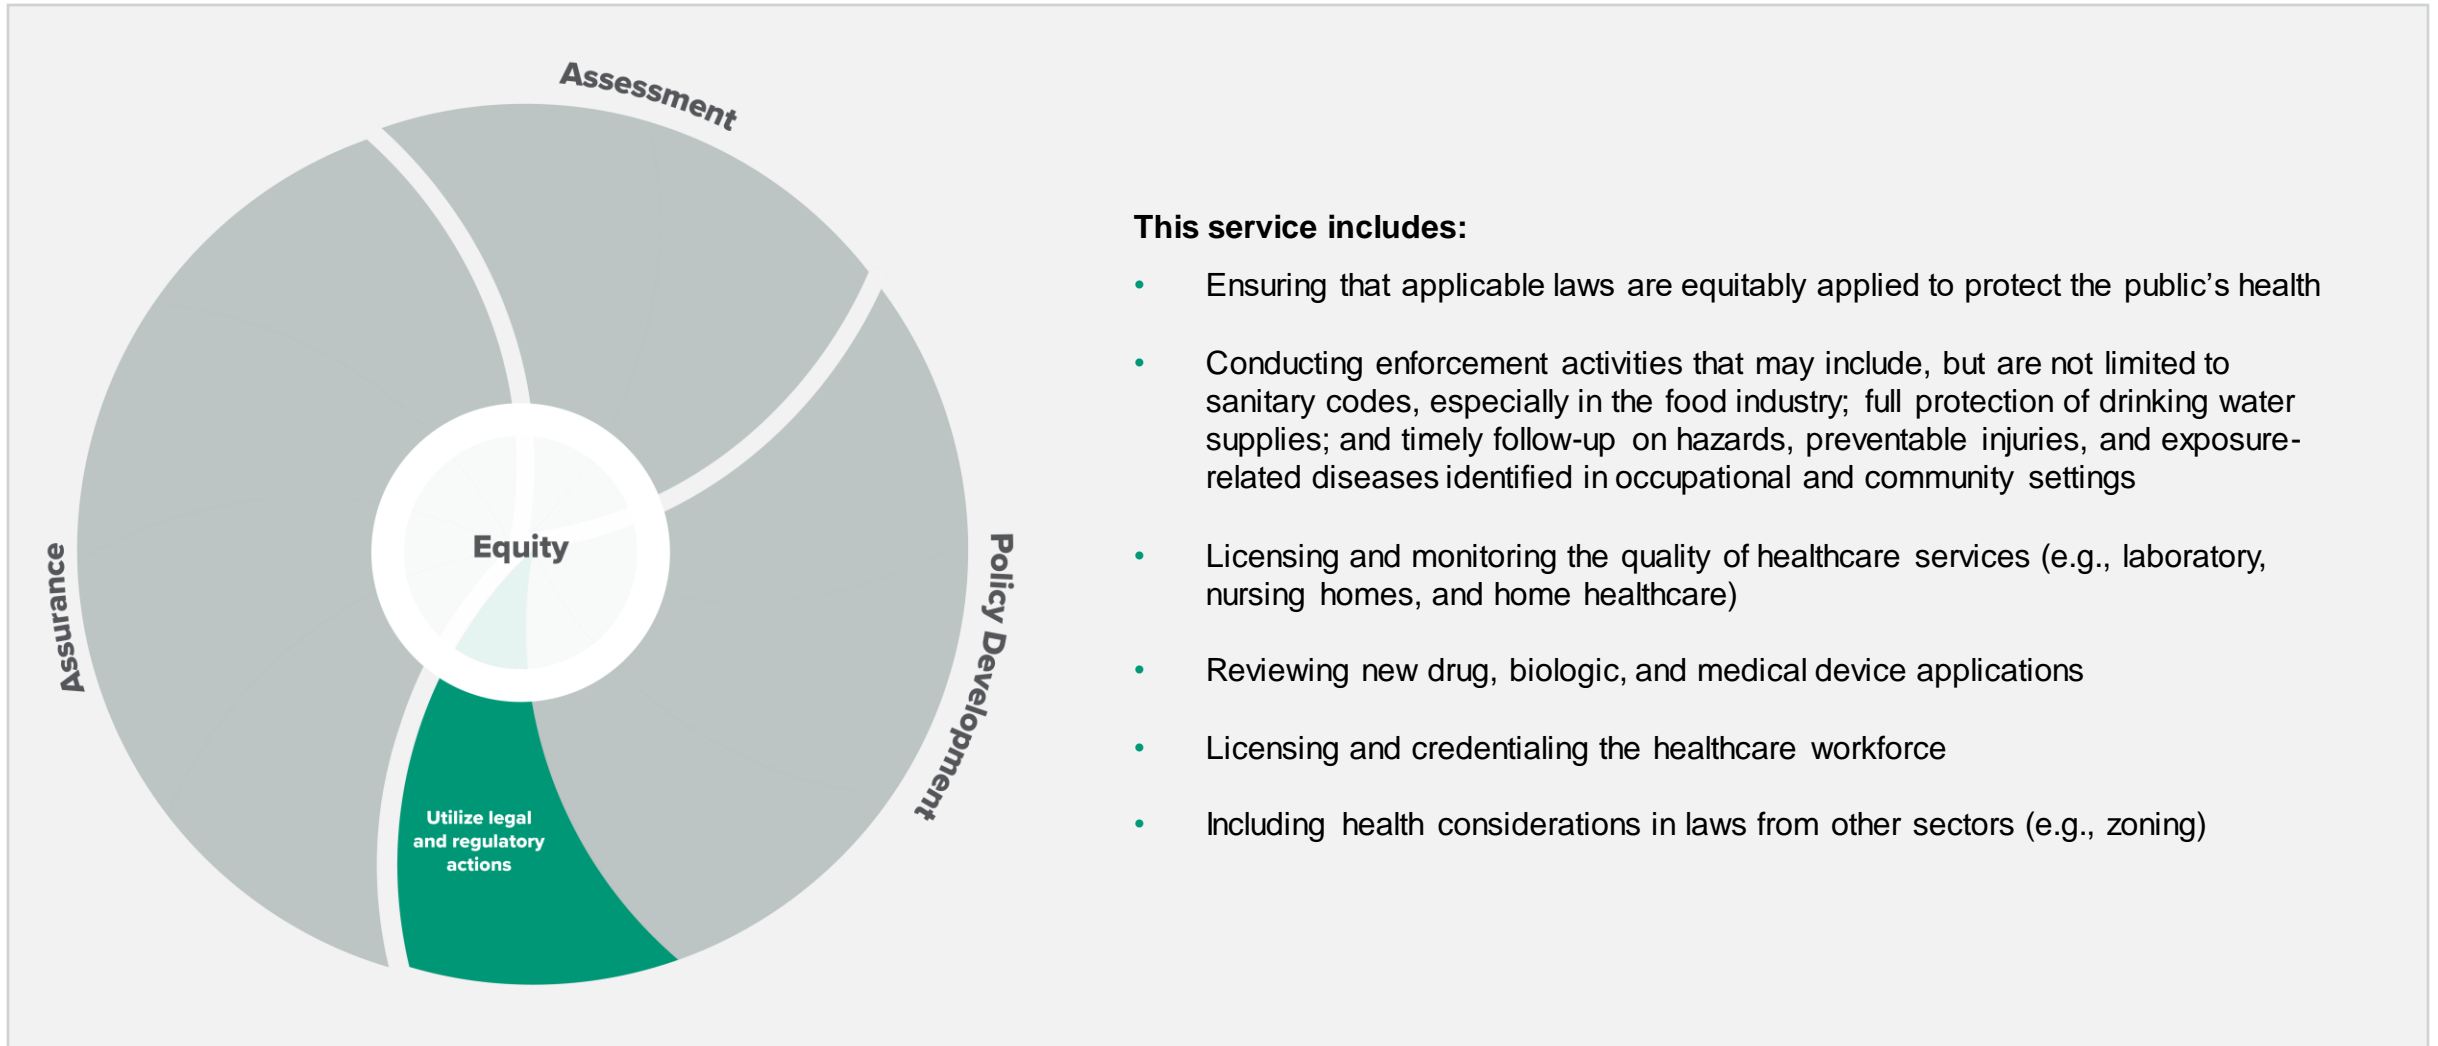 Assessment
Assurance
Equity
Policy Development
Utilize legal
and regulatory
actions
This service includes:
• Ensuring that applicable laws are equitably applied to protect the public’s health
• Conducting enforcement activities that may include, but are not limited to
sanitary codes, especially in the food industry; full protection of drinking water
supplies; and timely follow-up on hazards, preventable injuries, and exposure-
related diseases identified in occupational and community settings
• Licensing and monitoring the quality of healthcare services (e.g., laboratory,
nursing homes, and home healthcare)
• Reviewing new drug, biologic, and medical device applications
• Licensing and credentialing the healthcare workforce
• Including health considerations in laws from other sectors (e.g., zoning)